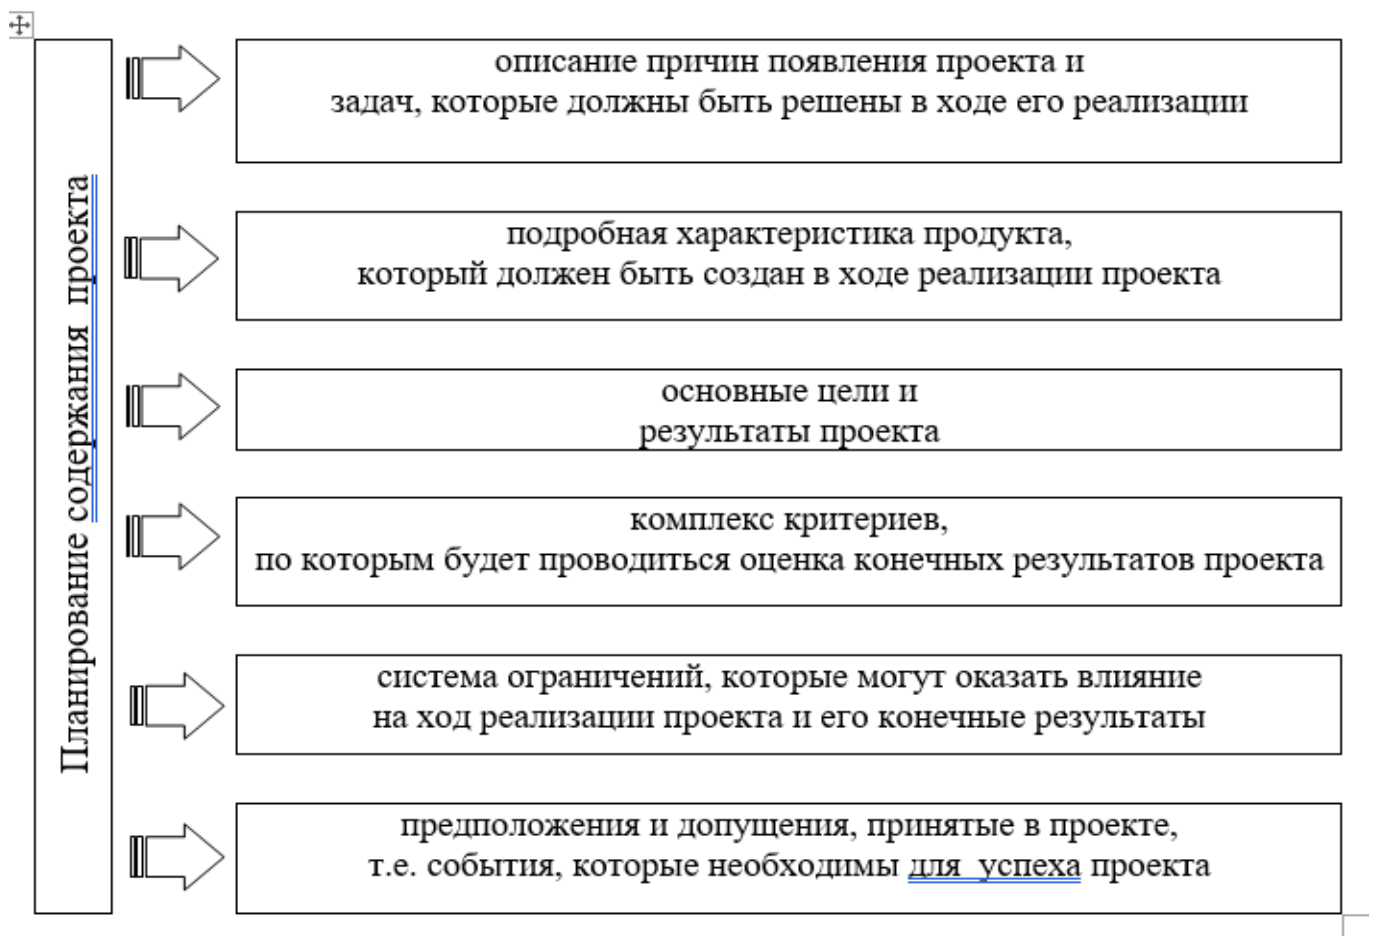 Планирование содержания  проекта
описание причин появления проекта и
задач, которые должны быть решены в ходе его реализации
подробная характеристика продукта,
который должен быть создан в ходе реализации проекта
основные цели и
результаты проекта
комплекс критериев,
по которым будет проводиться оценка конечных результатов проекта
система ограничений, которые могут оказать влияние
на ход реализации проекта и его конечные результаты
предположения и допущения, принятые в проекте,
т.е. события, которые необходимы для  успеха проекта